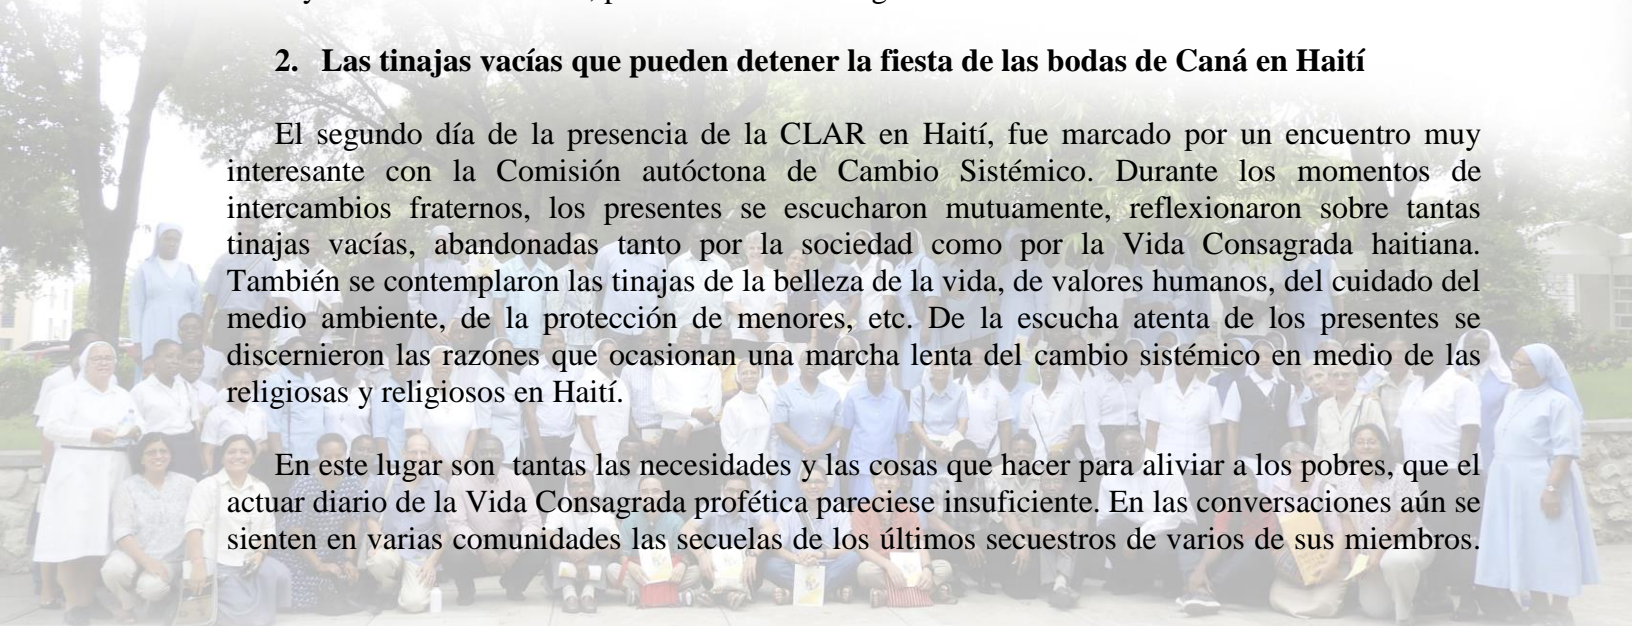 2. Las tinajas vacías que pueden detener la fiesta de las bodas de Caná en Haití
El segundo día de la presencia de la CLAR en Haití, fue marcado por un encuentro muy
interesante con la Comisión autóctona de Cambio Sistémico. Durante los momentos de
intercambios fraternos, los presentes se escucharon mutuamente, reflexionaron sobre tantas
tinajas vacías, abandonadas tanto por la sociedad como por la Vida Consagrada haitiana.
También se contemplaron las tinajas de la belleza de la vida, de valores humanos, del cuidado del
medio ambiente, de la protección de menores, etc. De la escucha atenta de los presentes se
discernieron las razones que ocasionan una marcha lenta del cambio sistémico en medio de las
religiosas y religiosos en Haití.
En este lugar son tantas las necesidades y las cosas que hacer para aliviar a los pobres, que el
actuar diario de la Vida Consagrada profética pareciese insuficiente. En las conversaciones aún se
sienten en varias comunidades las secuelas de los últimos secuestros de varios de sus miembros.